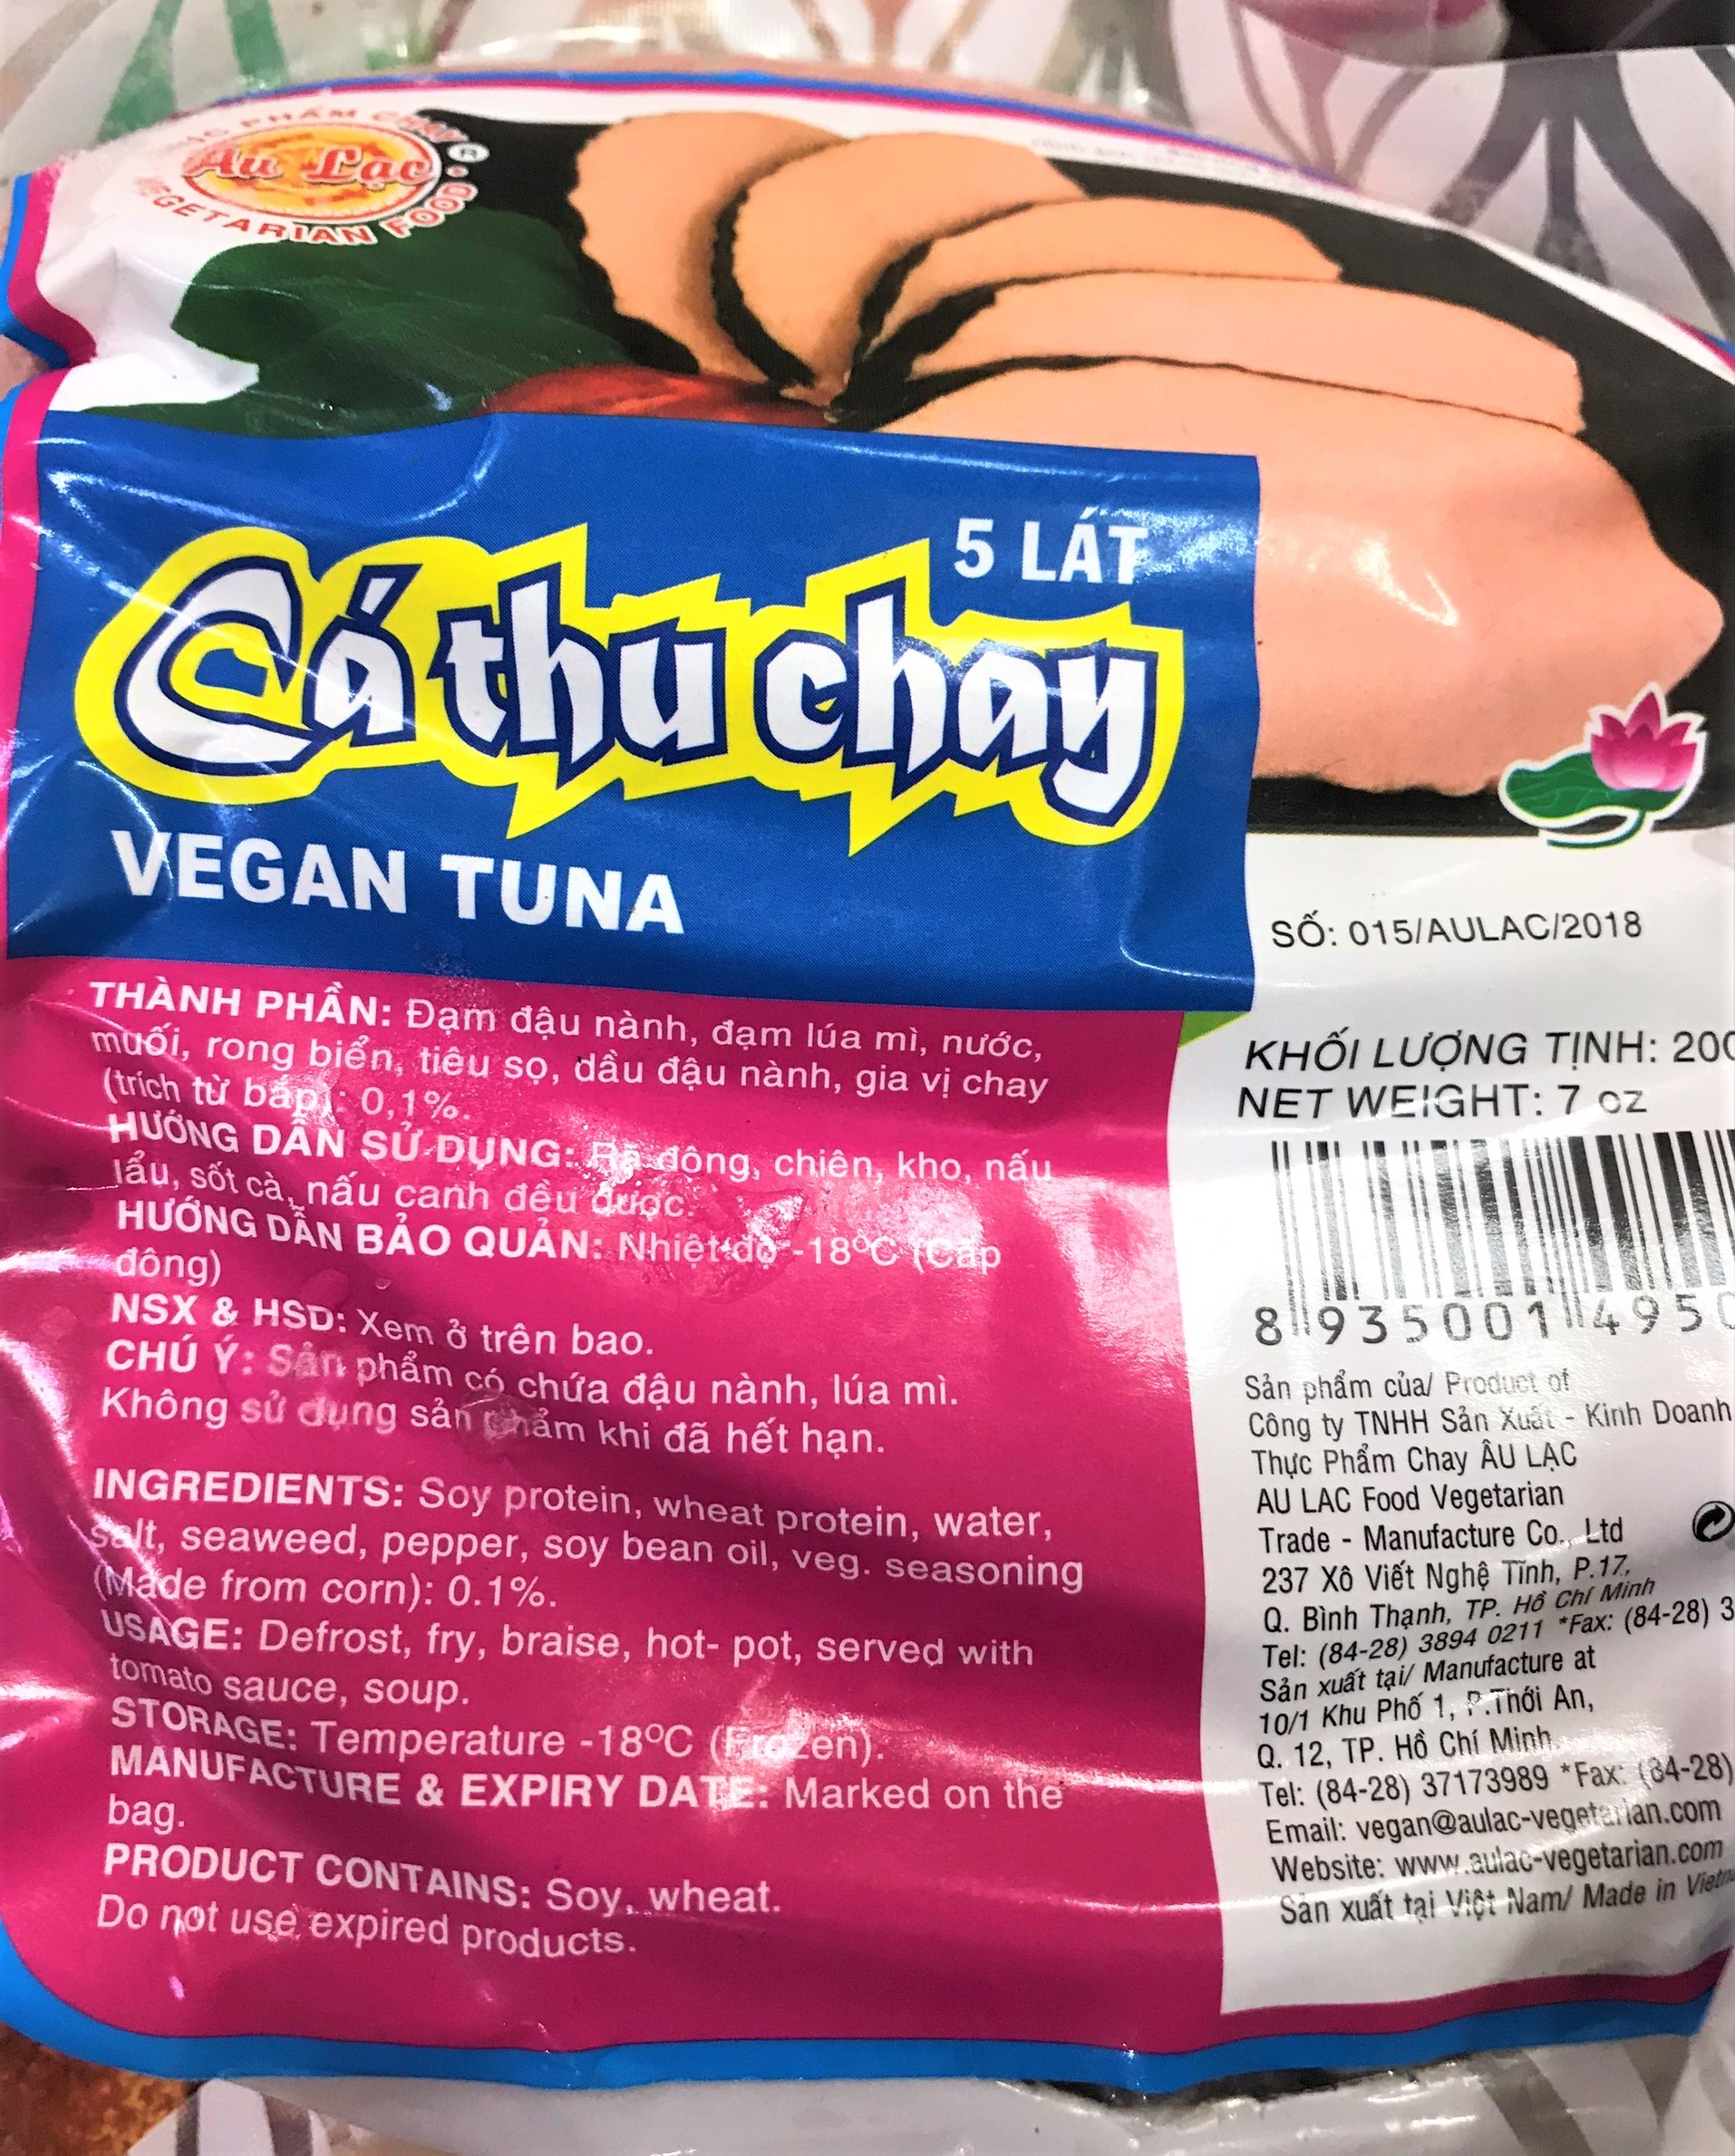 Âu Lạc
VEGETARIAN FOOD
5 LÁT
Cá thu chay
VEGAN TUNA
THÀNH PHẦN: Đạm đậu nành, đạm lúa mì, nước,
muối, rong biển, tiêu sọ, dầu đậu nành, gia vị chay
(trích từ bắp): 0,1%.
HƯỚNG DẪN SỬ DỤNG: Rã đông, chiên, kho, nấu
lẩu, sốt cà, nấu canh đều được.
HƯỚNG DẪN BẢO QUẢN: Nhiệt độ -18ºC (Cấp
đông)
NSX & HSD: Xem ở trên bao.
CHÚ Ý: Sản phẩm có chứa đậu nành, lúa mì.
Không sử dụng sản phẩm khi đã hết hạn.
INGREDIENTS: Soy protein, wheat protein, water,
salt, seaweed, pepper, soy bean oil, veg. seasoning
(Made from corn): 0.1%.
USAGE: Defrost, fry, braise, hot- pot, served with
tomato sauce, soup.
STORAGE: Temperature -18ºC (Frozen).
MANUFACTURE & EXPIRY DATE: Marked on the
bag.
PRODUCT CONTAINS: Soy, wheat.
Do not use expired products.
SỐ: 015/AULAC/2018
KHỐI LƯỢNG TỊNH: 200
NET WEIGHT: 7 oz
8 935001 4950
Sản phẩm của/ Product of
Công ty TNHH Sản Xuất - Kinh Doanh
Thực Phẩm Chay ÂU LẠC
AU LAC Food Vegetarian
Trade - Manufacture Co., Ltd
237 Xô Viết Nghệ Tĩnh, P.17,
Q. Bình Thạnh, TP. Hồ Chí Minh
Tel: (84-28) 3894 0211 *Fax: (84-28) 3
Sản xuất tại/ Manufacture at
10/1 Khu Phố 1, P.Thới An,
Q. 12, TP. Hồ Chí Minh
Tel: (84-28) 37173989 *Fax: (84-28)
Email: vegan@aulac-vegetarian.com
Website: www.aulac-vegetarian.com
Sản xuất tại Việt Nam/ Made in